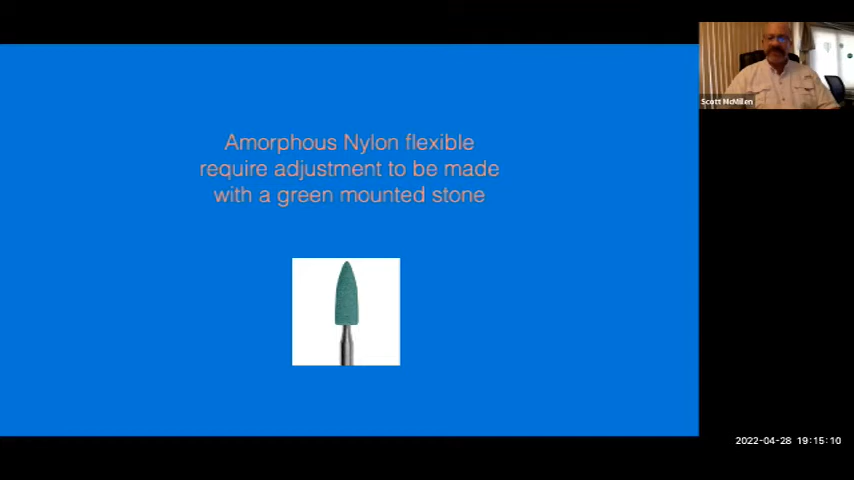 Amorphous Nylon flexible
require adjustment to be made
with a green mounted stone
Scott McMillen
2022-04-28 19:15:10